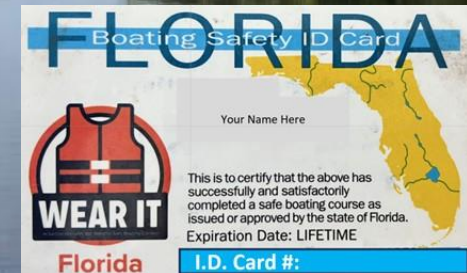 FLORIDA
Boating Safety ID Card
Your Name Here
This is to certify that the above has
successfully and satisfactorily
completed a safe boating course as
issued or approved by the state of Florida.
Expiration Date: LIFETIME
WEAR IT
Florida
I.D. Card #: